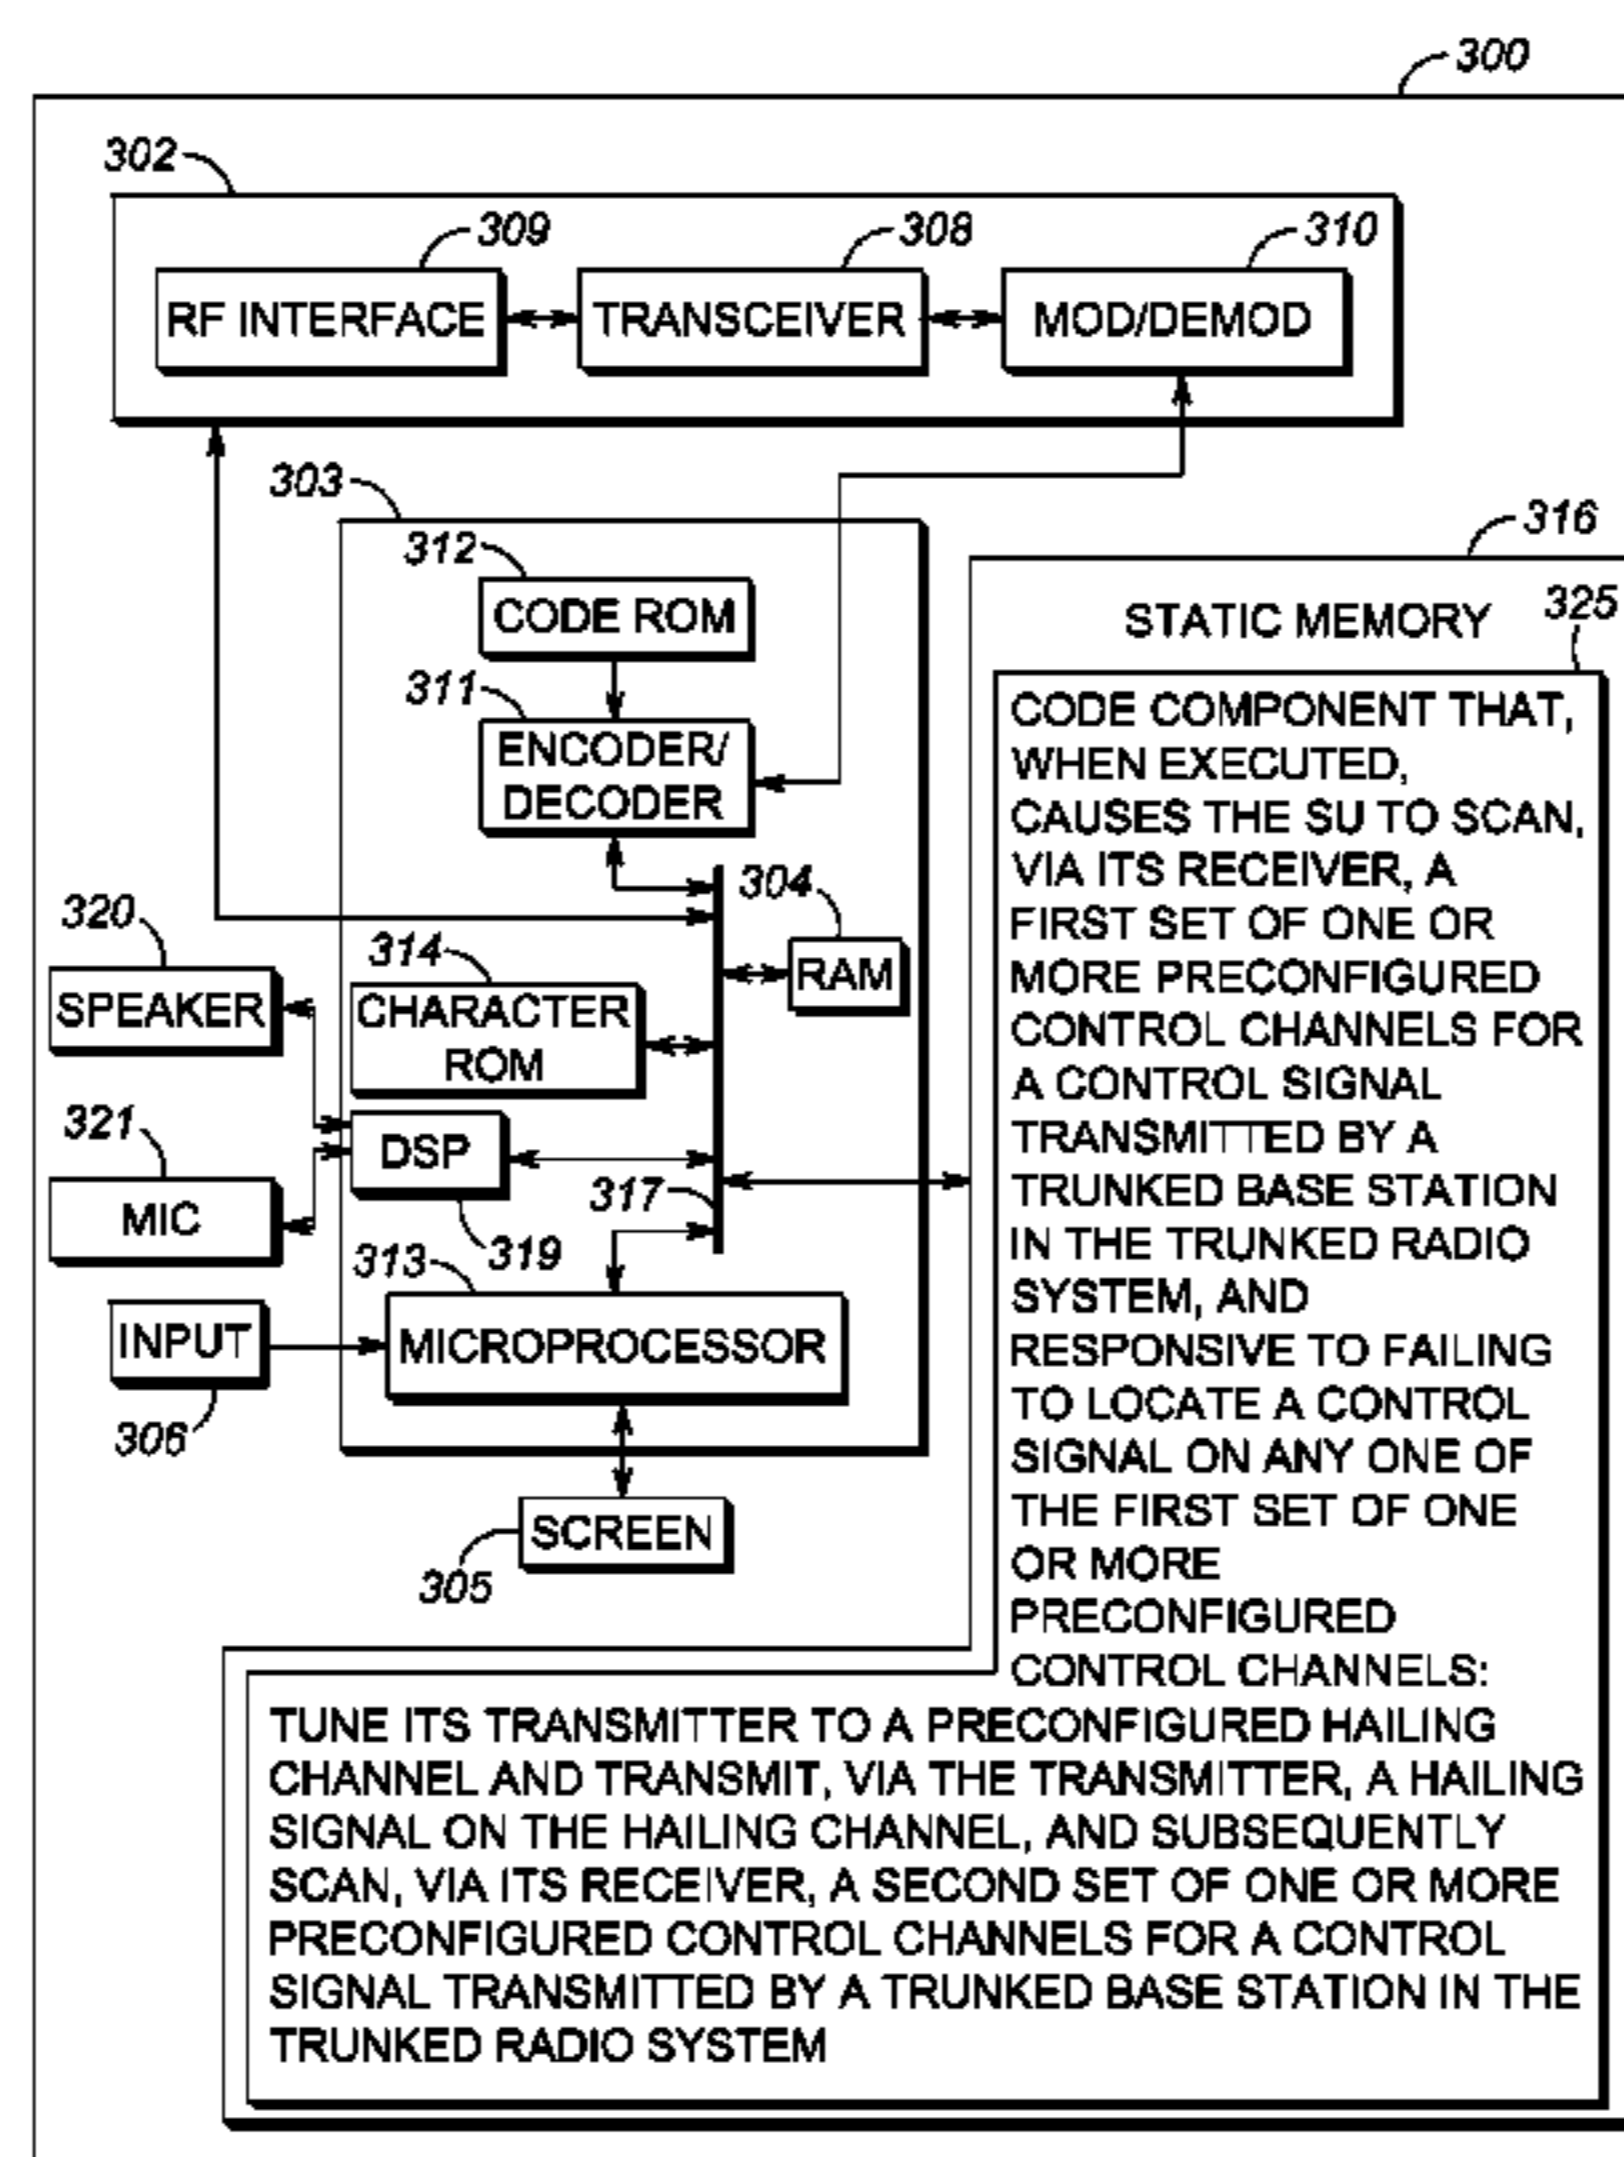 300
302
309
308
310
RF INTERFACE
TRANSCEIVER
MOD/DEMOD
303
312
CODE ROM
311
ENCODER/
DECODER
304
RAM
314
CHARACTER
ROM
320
SPEAKER
321
MIC
DSP
319
317
313
MICROPROCESSOR
INPUT
306
SCREEN
305
316
STATIC MEMORY
325
CODE COMPONENT THAT,
WHEN EXECUTED,
CAUSES THE SU TO SCAN,
VIA ITS RECEIVER, A
FIRST SET OF ONE OR
MORE PRECONFIGURED
CONTROL CHANNELS FOR
A CONTROL SIGNAL
TRANSMITTED BY A
TRUNKED BASE STATION
IN THE TRUNKED RADIO
SYSTEM, AND
RESPONSIVE TO FAILING
TO LOCATE A CONTROL
SIGNAL ON ANY ONE OF
THE FIRST SET OF ONE
OR MORE
PRECONFIGURED
CONTROL CHANNELS:
TUNE ITS TRANSMITTER TO A PRECONFIGURED HAILING
CHANNEL AND TRANSMIT, VIA THE TRANSMITTER, A HAILING
SIGNAL ON THE HAILING CHANNEL, AND SUBSEQUENTLY
SCAN, VIA ITS RECEIVER, A SECOND SET OF ONE OR MORE
PRECONFIGURED CONTROL CHANNELS FOR A CONTROL
SIGNAL TRANSMITTED BY A TRUNKED BASE STATION IN THE
TRUNKED RADIO SYSTEM